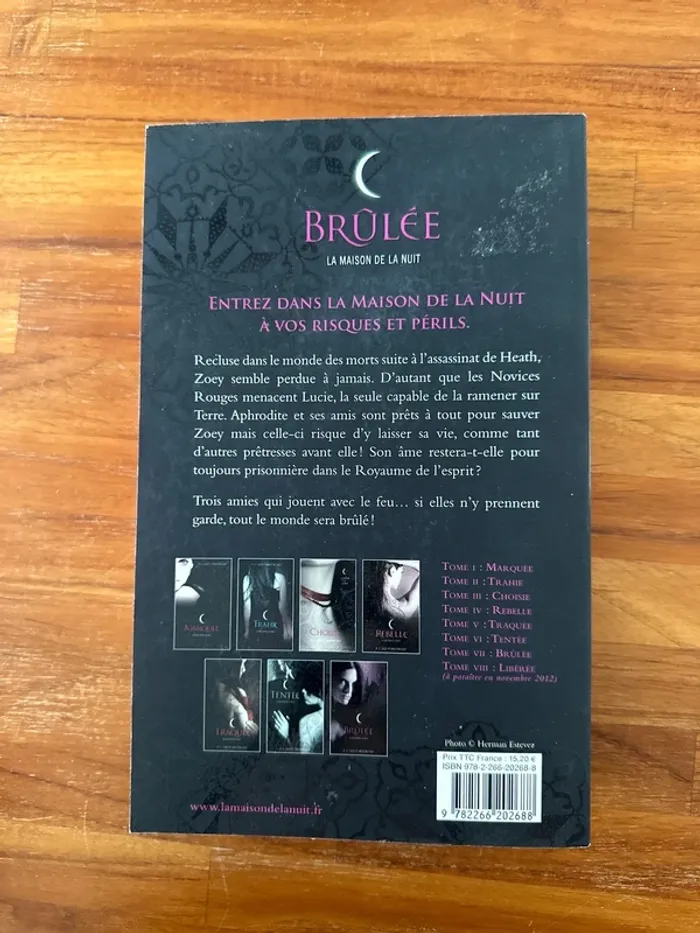 BRÛLÉE
LA MAISON DE LA NUIT
ENTREZ DANS LA MAISON DE LA NUIT
À VOS RISQUES ET PÉRILS.
Recluse dans le monde des morts suite à l'assassinat de Heath,
Zoey semble perdue à jamais. D'autant que les Novices
Rouges menacent Lucie, la seule capable de la ramener sur
Terre. Aphrodite et ses amis sont prêts à tout pour sauver
Zoey mais celle-ci risque d'y laisser sa vie, comme tant
d'autres prêtresses avant elle ! Son âme restera-t-elle pour
toujours prisonnière dans le Royaume de l'esprit ?
Trois amies qui jouent avec le feu… si elles n'y prennent
garde, tout le monde sera brûlé !
MARQUÉE
TRAHIE
CHOISIE
REBELLE
TRAQUÉE
TENTÉE
BRÛLÉE
TOME I : MARQUÉE
TOME II : TRAHIE
TOME III : CHOISIE
TOME IV : REBELLE
TOME V : TRAQUÉE
TOME VI : TENTÉE
TOME VII : BRÛLÉE
TOME VIII : LIBÉRÉE
(à paraître en novembre 2012)
Photo © Herman Estevez
Prix TTC France : 15,20 €
ISBN 978-2-266-20268-8
9 782266 202688
www.lamaisondelanuit.fr